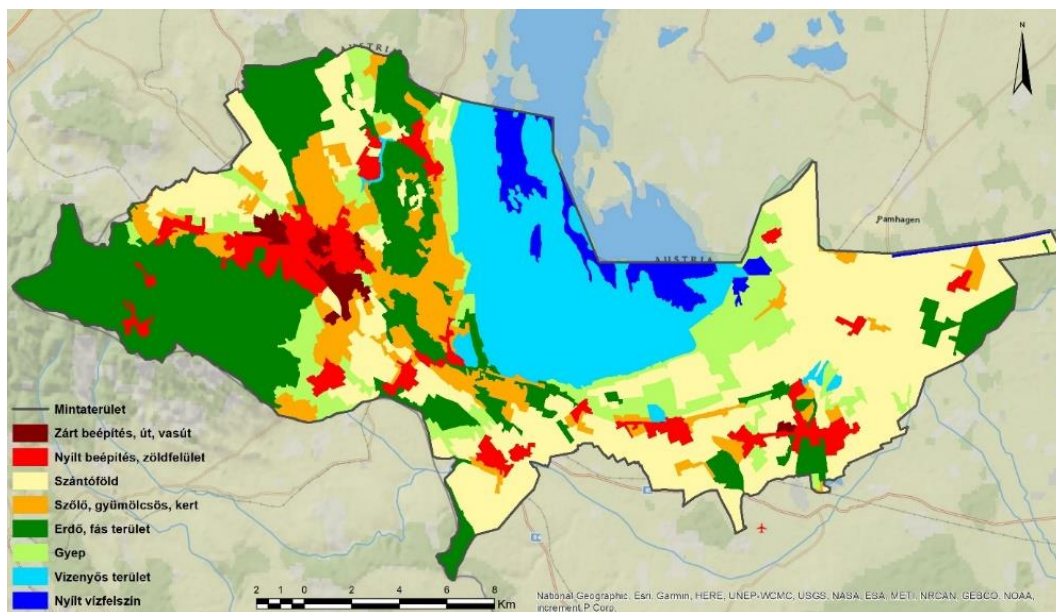 AUSTRIA
N
Pamhagen
AUSTRIA
Mintaterület
Zárt beépítés, út, vasút
Nyílt beépítés, zöldfelület
Szántóföld
Szőlő, gyümölcsös, kert
Erdő, fás terület
Gyep
Vizenyős terület
Nyílt vízfelszín
2 1 0 2 4 6 8
Km
National Geographic, Esri, Garmin, HERE, UNEP-WCMC, USGS, NASA, ESA, METI, NRCAN, GEBCO, NOAA,
increment P Corp.